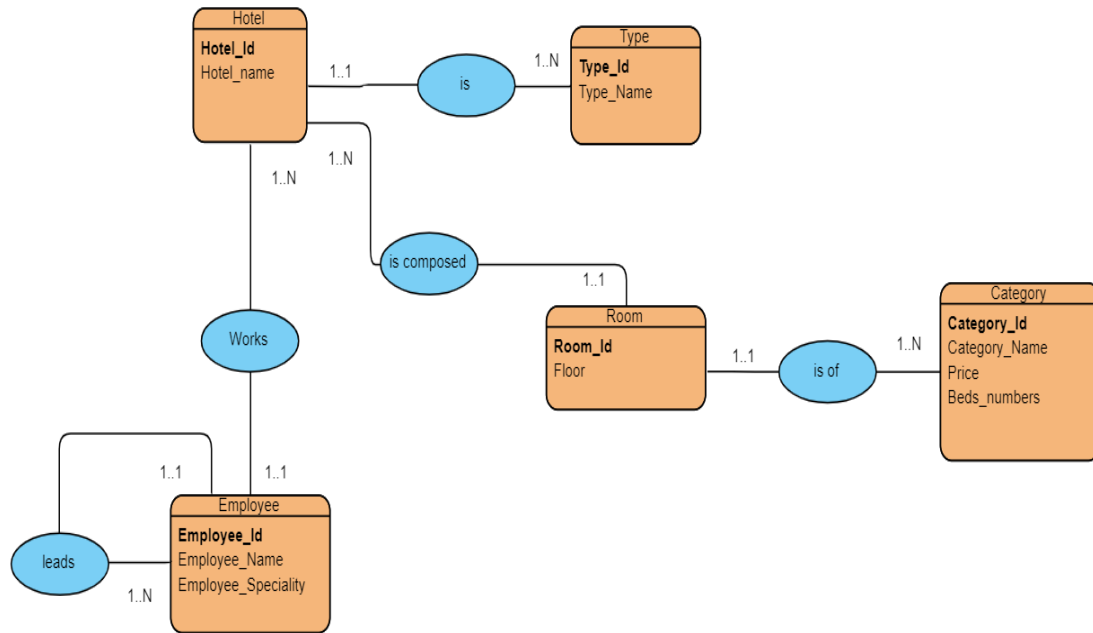 Hotel
Hotel_Id
Hotel_name
1..1
is
1..N
Type
Type_Id
Type_Name
1..N
1..N
is composed
1..1
Room
Room_Id
Floor
1..1
is of
1..N
Category
Category_Id
Category_Name
Price
Beds_numbers
Works
1..1
1..1
Employee
Employee_Id
Employee_Name
Employee_Speciality
leads
1..N